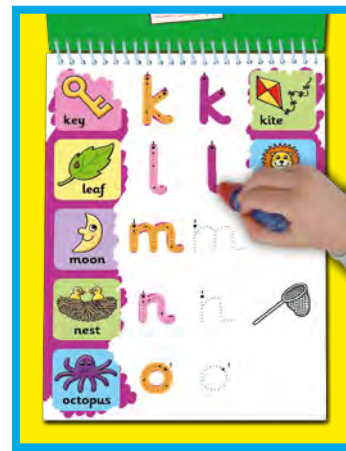 key k k kite
leaf l l
moon m m
nest n n
octopus o o